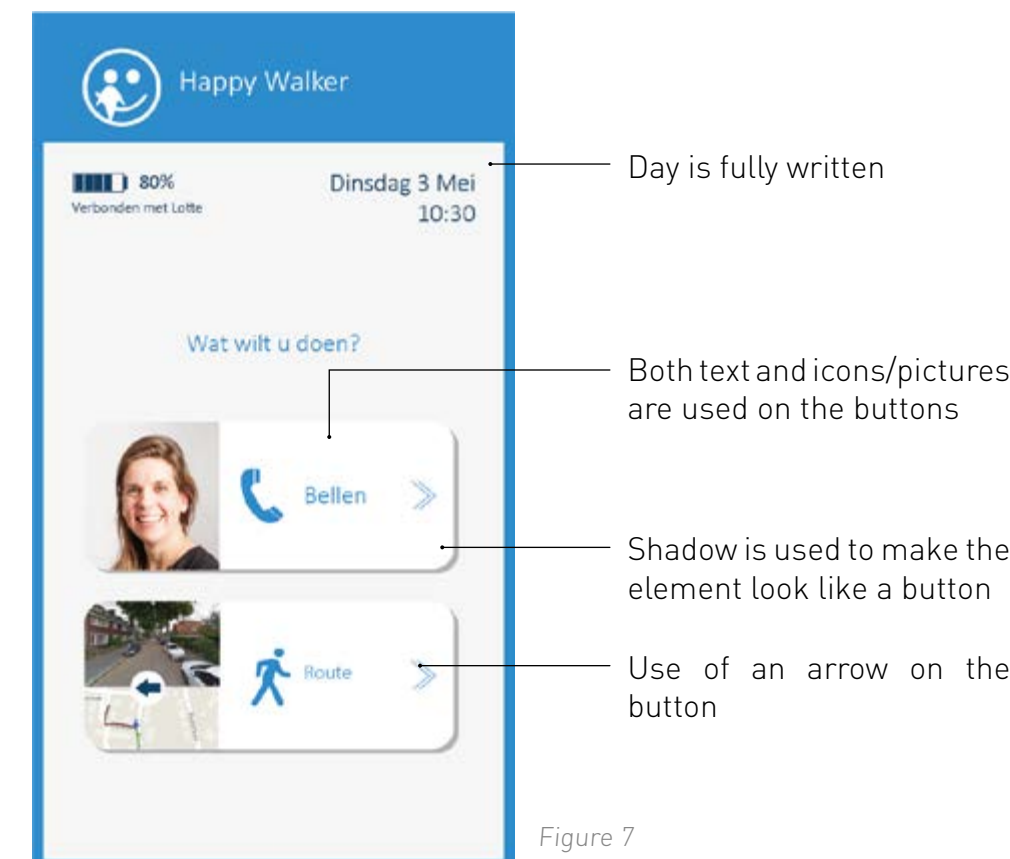 Happy Walker
80%
Verbonden met Lotte
Dinsdag 3 Mei
10:30
Day is fully written
Wat wilt u doen?
Both text and icons/pictures
are used on the buttons
Bellen
Shadow is used to make the
element look like a button
Route
Use of an arrow on the
button
Figure 7